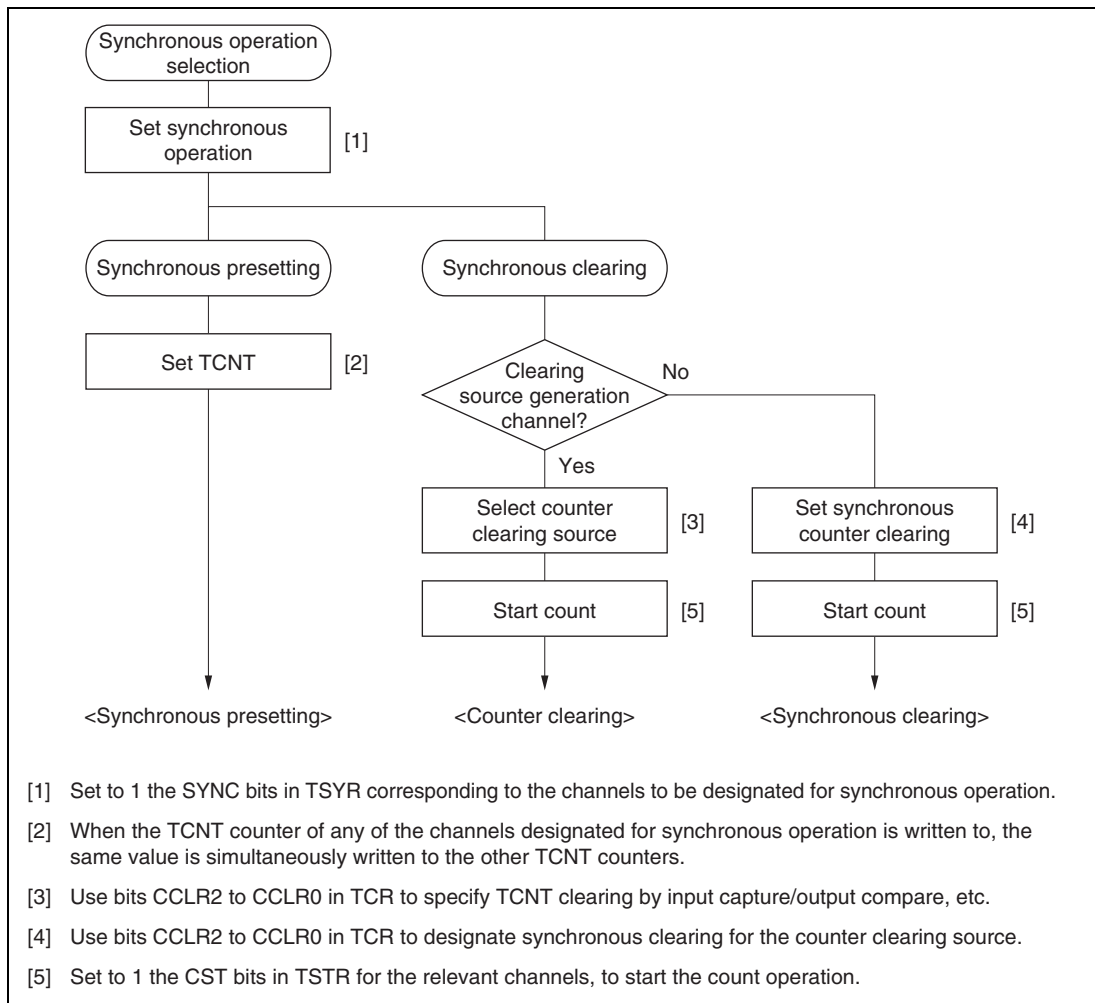 Synchronous operation
selection
Set synchronous
operation
[1]
Synchronous presetting
Synchronous clearing
Set TCNT
[2]
Clearing
source generation
channel?
No
Yes
Select counter
clearing source
[3]
Set synchronous
counter clearing
[4]
Start count
[5]
Start count
[5]
<Synchronous presetting>
<Counter clearing>
<Synchronous clearing>
[1] Set to 1 the SYNC bits in TSYR corresponding to the channels to be designated for synchronous operation.
[2] When the TCNT counter of any of the channels designated for synchronous operation is written to, the
same value is simultaneously written to the other TCNT counters.
[3] Use bits CCLR2 to CCLR0 in TCR to specify TCNT clearing by input capture/output compare, etc.
[4] Use bits CCLR2 to CCLR0 in TCR to designate synchronous clearing for the counter clearing source.
[5] Set to 1 the CST bits in TSTR for the relevant channels, to start the count operation.